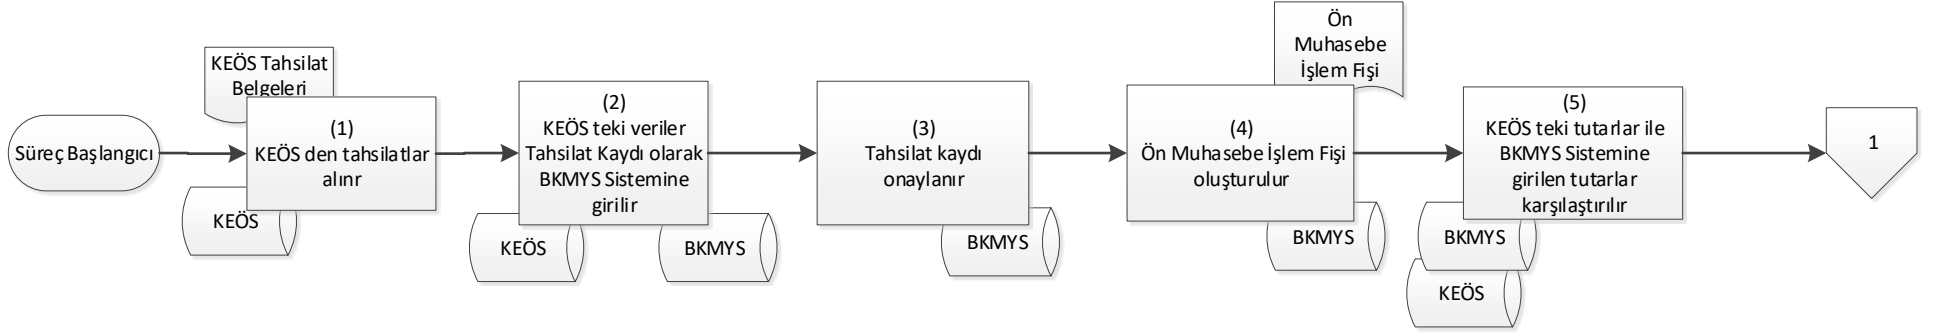 Süreç Başlangıcı
KEÖS Tahsilat
Belgeleri
(1)
KEÖS den tahsilatlar
alınr
KEÖS
(2)
KEÖS teki veriler
Tahsilat Kaydı olarak
BKMYS Sistemine
girilir
KEÖS
BKMYS
(3)
Tahsilat kaydı
onaylanır
BKMYS
Ön
Muhasebe
İşlem Fişi
(4)
Ön Muhasebe İşlem Fişi
oluşturulur
BKMYS
(5)
KEÖS teki tutarlar ile
BKMYS Sistemine
girilen tutarlar
karşılaştırılır
BKMYS
KEÖS
1